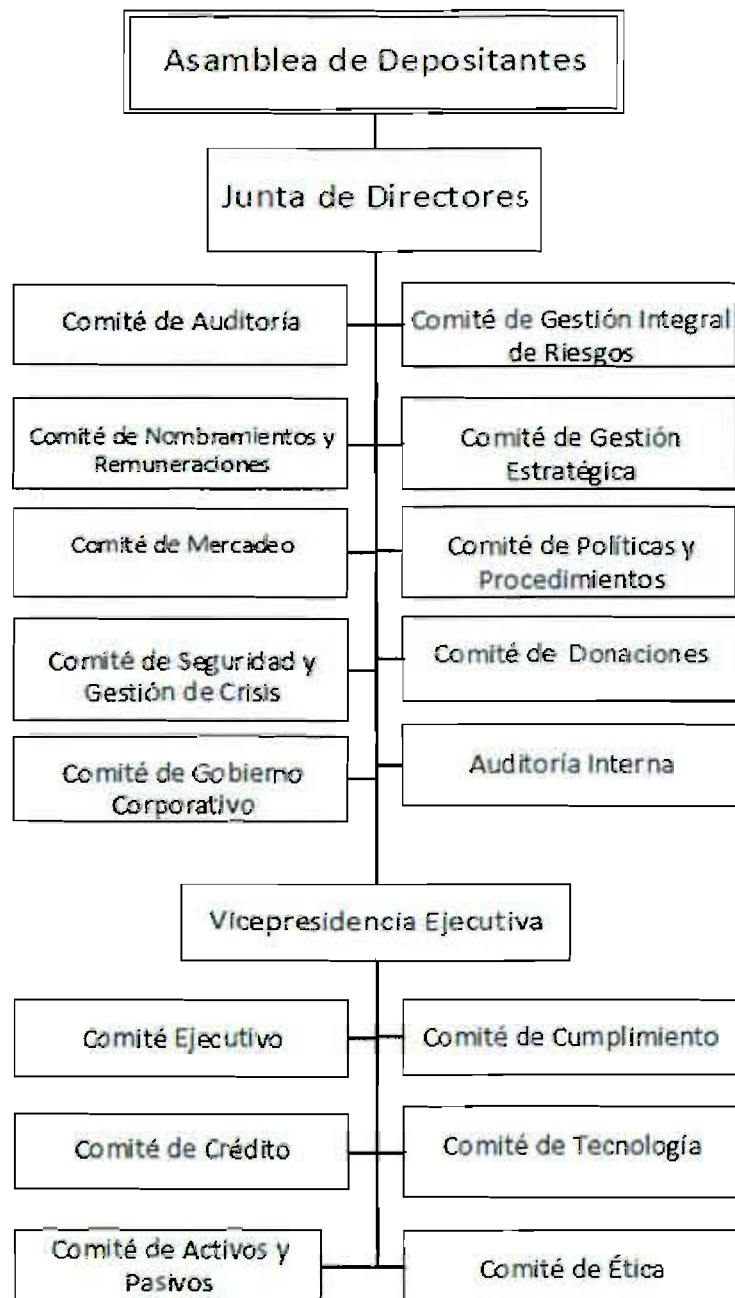 Asamblea de Depositantes
Junta de Directores
Comité de Auditoría
Comité de Gestión Integral
de Riesgos
Comité de Nombramientos y
Remuneraciones
Comité de Gestión
Estratégica
Comité de Mercadeo
Comité de Políticas y
Procedimientos
Comité de Seguridad y
Gestión de Crisis
Comité de Donaciones
Comité de Gobierno
Corporativo
Auditoría Interna
Vicepresidencia Ejecutiva
Comité Ejecutivo
Comité de Cumplimiento
Comité de Crédito
Comité de Tecnología
Comité de Activos y
Pasivos
Comité de Ética